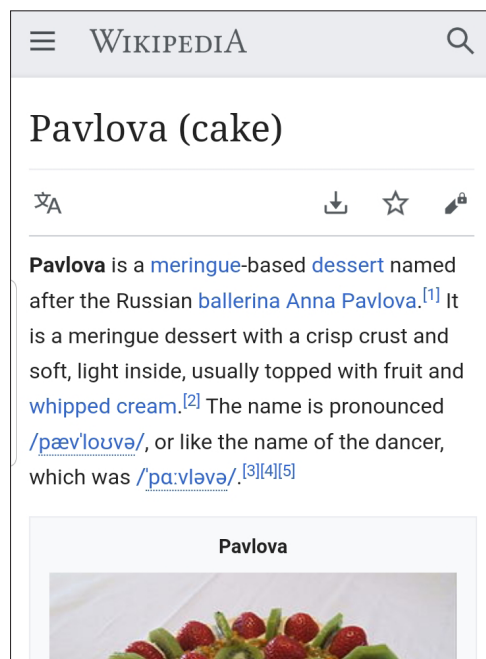 WIKIPEDIA
Pavlova (cake)
文A
Pavlova is a meringue-based dessert named
after the Russian ballerina Anna Pavlova.[1] It
is a meringue dessert with a crisp crust and
soft, light inside, usually topped with fruit and
whipped cream.[2] The name is pronounced
/pævˈloʊvə/, or like the name of the dancer,
which was /ˈpɑːvləvə/.[3][4][5]
Pavlova